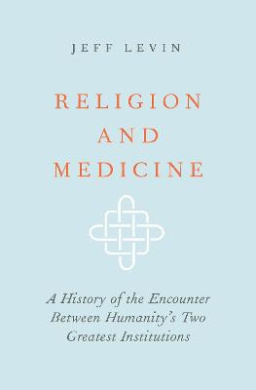 JEFF LEVIN
RELIGION
AND
MEDICINE
A History of the Encounter
Between Humanity's Two
Greatest Institutions